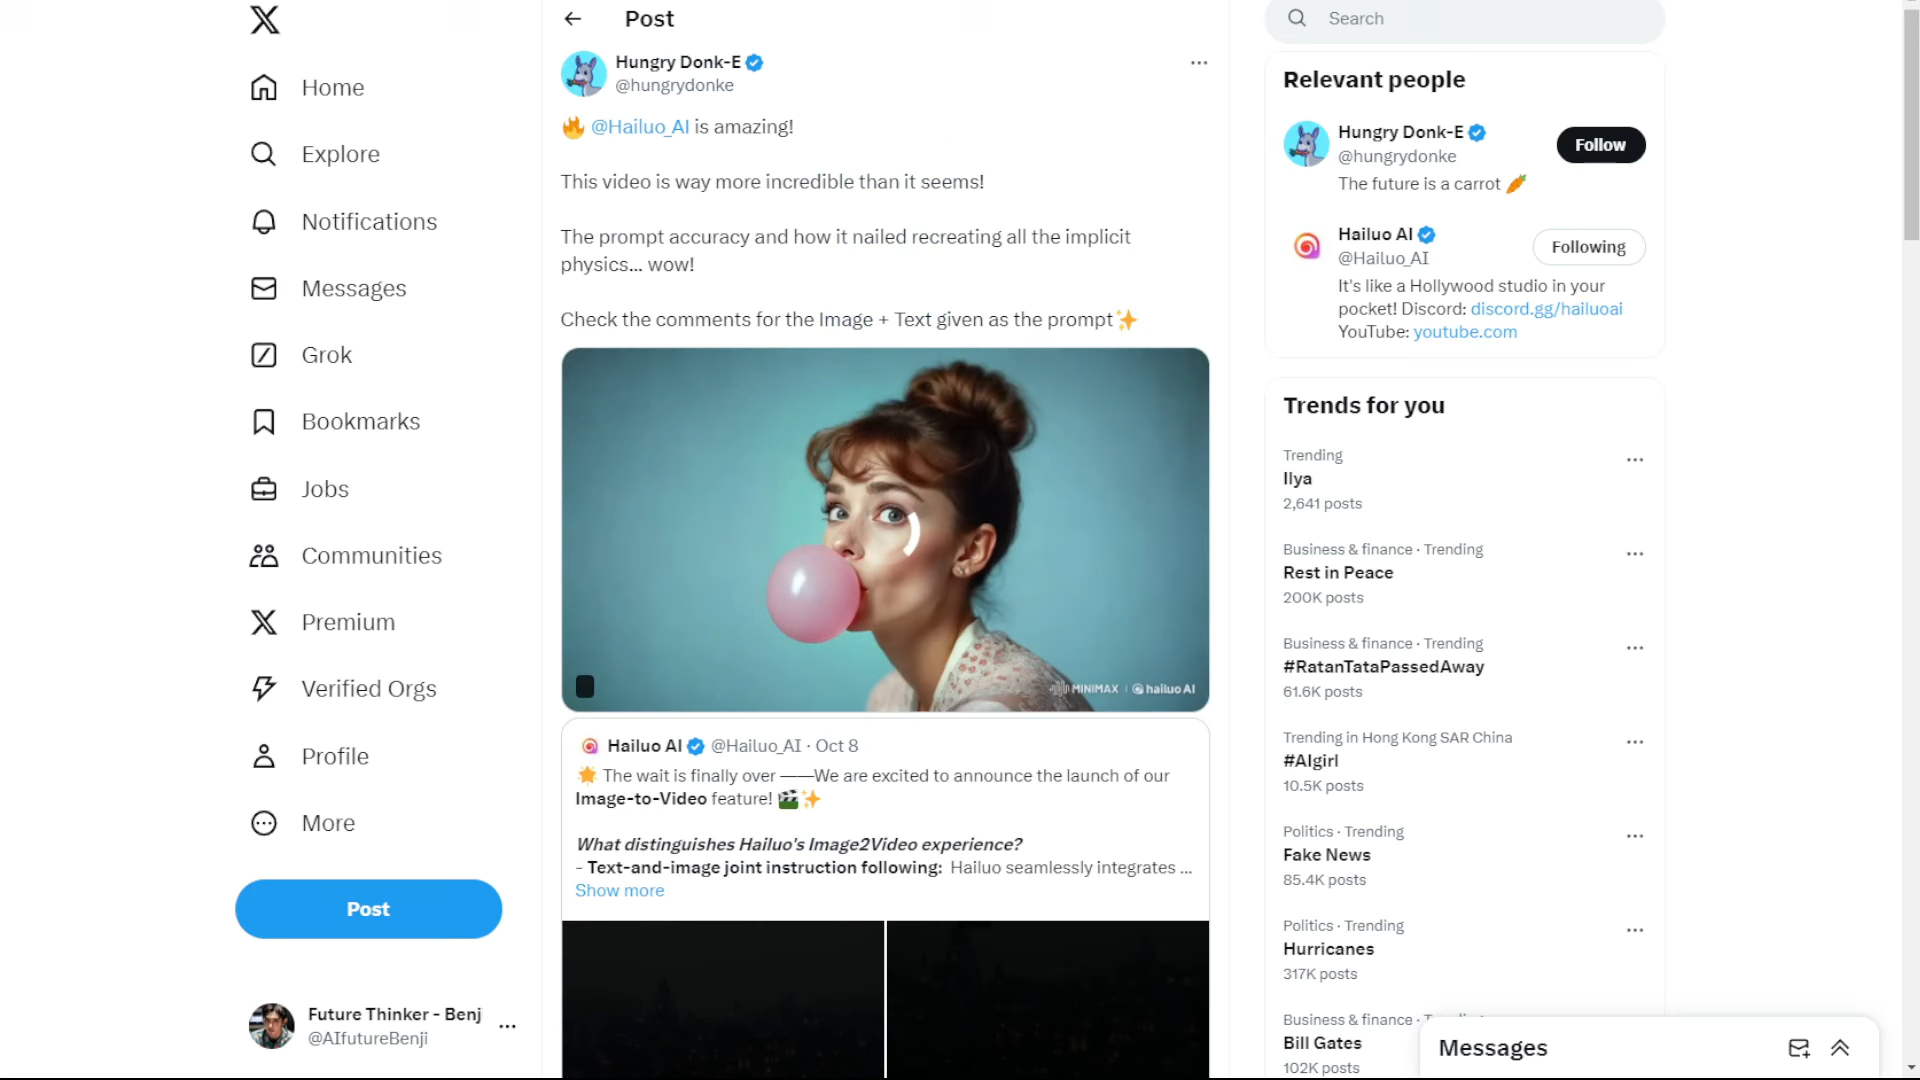 Home
Explore
Notifications
Messages
Grok
Bookmarks
Jobs
Communities
Premium
Verified Orgs
Profile
More
Post
Future Thinker - Benj
@AIfutureBenji
Post
Hungry Donk-E
@hungrydonke
🔥 @Hailuo_AI is amazing!
This video is way more incredible than it seems!
The prompt accuracy and how it nailed recreating all the implicit
physics... wow!
Check the comments for the Image + Text given as the prompt✨
MINIMAX | hailuo AI
Hailuo AI @Hailuo_AI · Oct 8
🌟 The wait is finally over ——We are excited to announce the launch of our
Image-to-Video feature! 🎬✨
What distinguishes Hailuo's Image2Video experience?
- Text-and-image joint instruction following: Hailuo seamlessly integrates ...
Show more
Search
Relevant people
Hungry Donk-E
@hungrydonke
Follow
The future is a carrot 🥕
Hailuo AI
@Hailuo_AI
Following
It's like a Hollywood studio in your
pocket! Discord: discord.gg/hailuoai
YouTube: youtube.com
Trends for you
Trending
Ilya
2,641 posts
Business & finance · Trending
Rest in Peace
200K posts
Business & finance · Trending
#RatanTataPassedAway
61.6K posts
Trending in Hong Kong SAR China
#AIgirl
10.5K posts
Politics · Trending
Fake News
85.4K posts
Politics · Trending
Hurricanes
317K posts
Business & finance ·
Bill Gates
102K posts
Messages